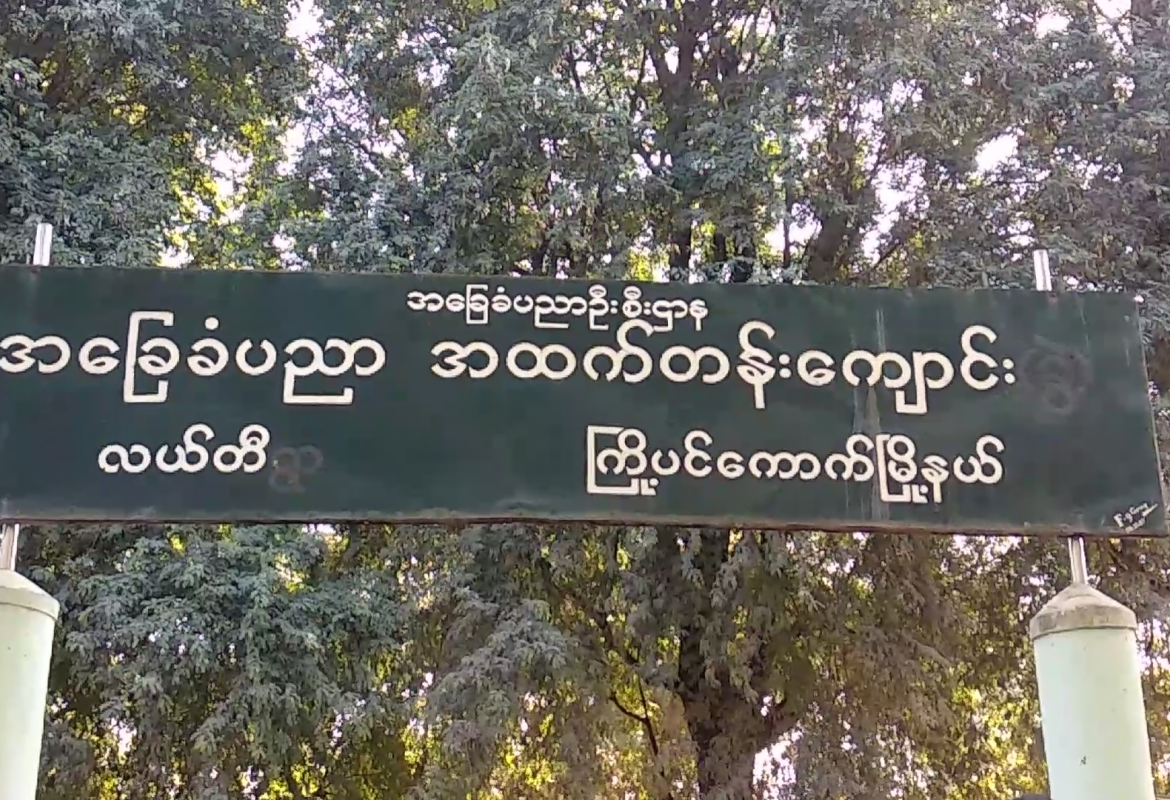 အခြေခံပညာဦးစီးဌာန
အခြေခံပညာ အထက်တန်းကျောင်း
လယ်တီ ကြို့ပင်ကောက်မြို့နယ်